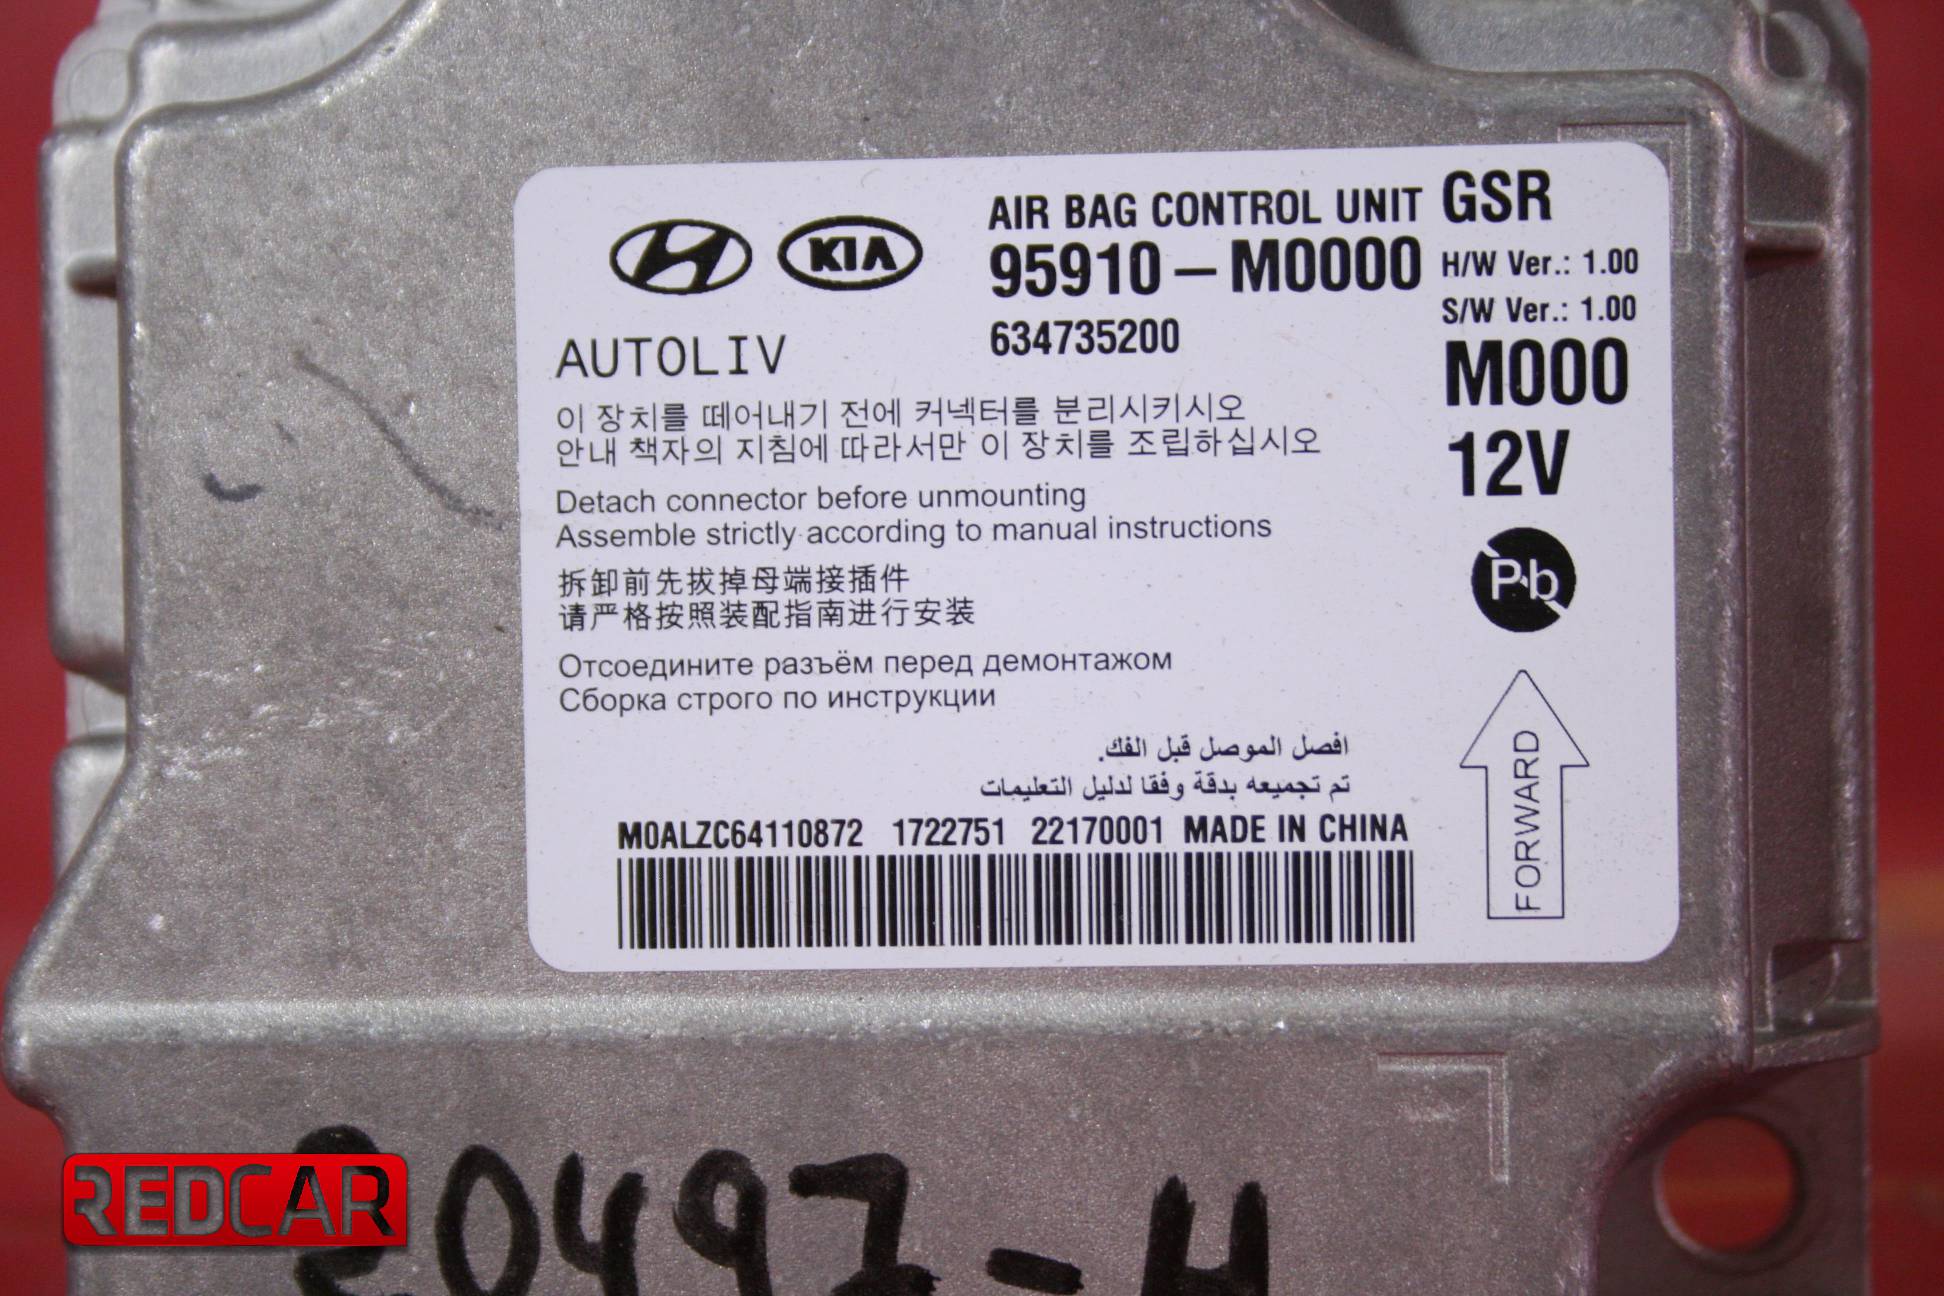 KIA
AIR BAG CONTROL UNIT GSR
95910-M0000
H/W Ver.: 1.00
S/W Ver.: 1.00
634735200
AUTOLIV
M000
12V
이 장치를 떼어내기 전에 커넥터를 분리시키시오
안내 책자의 지침에 따라서만 이 장치를 조립하십시오
Detach connector before unmounting
Assemble strictly according to manual instructions
Pb
拆卸前先拔掉母端接插件
请严格按照装配指南进行安装
Отсоедините разъём перед демонтажом
Сборка строго по инструкции
افصل الموصل قبل الفك.
تم تجميعه بدقة وفقا لدليل التعليمات
FORWARD
M0ALZC64110872 1722751 22170001 MADE IN CHINA
REDCAR